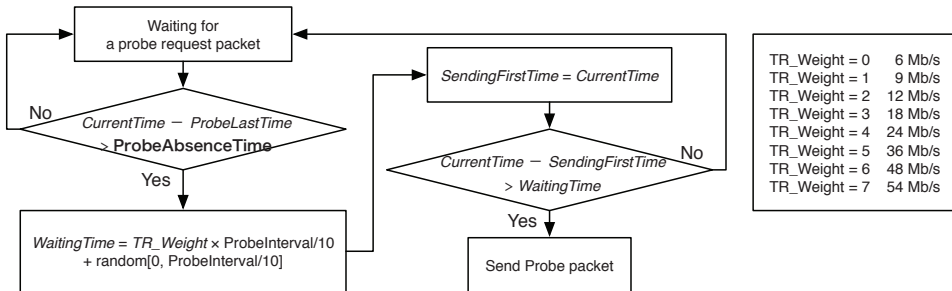 Waiting for
a probe request packet
No
CurrentTime − ProbeLastTime
> ProbeAbsenceTime
Yes
WaitingTime = TR_Weight × ProbeInterval/10
+ random[0, ProbeInterval/10]
SendingFirstTime = CurrentTime
CurrentTime − SendingFirstTime
> WaitingTime
No
Yes
Send Probe packet
TR_Weight = 0 6 Mb/s
TR_Weight = 1 9 Mb/s
TR_Weight = 2 12 Mb/s
TR_Weight = 3 18 Mb/s
TR_Weight = 4 24 Mb/s
TR_Weight = 5 36 Mb/s
TR_Weight = 6 48 Mb/s
TR_Weight = 7 54 Mb/s